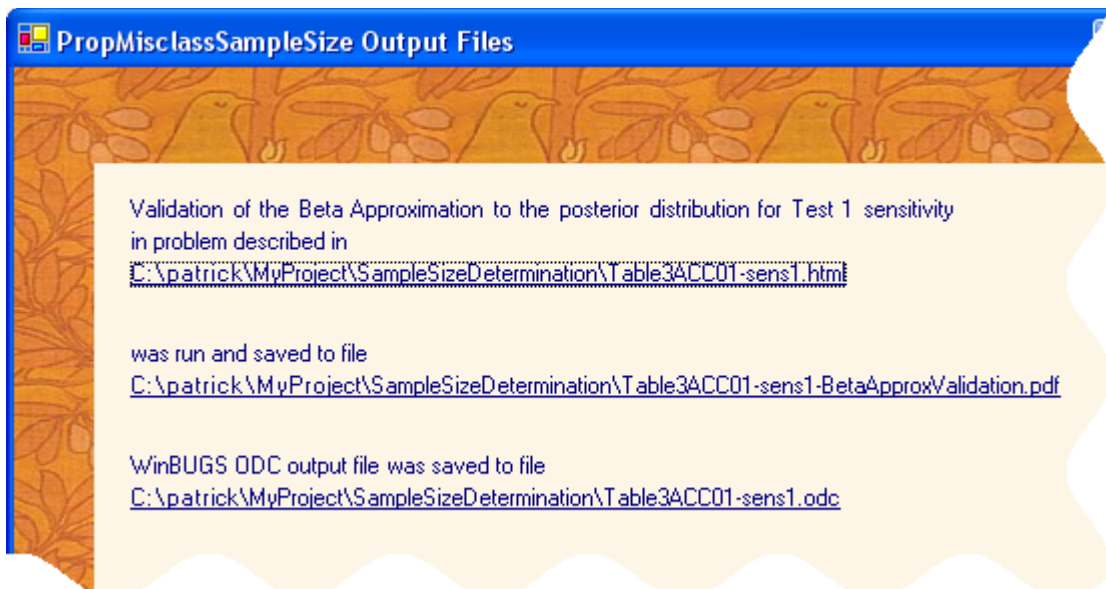 PropMisclassSampleSize Output Files
Validation of the Beta Approximation to the posterior distribution for Test 1 sensitivity
in problem described in
C:\patrick\MyProject\SampleSizeDetermination\Table3ACC01-sens1.html
was run and saved to file
C:\patrick\MyProject\SampleSizeDetermination\Table3ACC01-sens1-BetaApproxValidation.pdf
WinBUGS ODC output file was saved to file
C:\patrick\MyProject\SampleSizeDetermination\Table3ACC01-sens1.odc